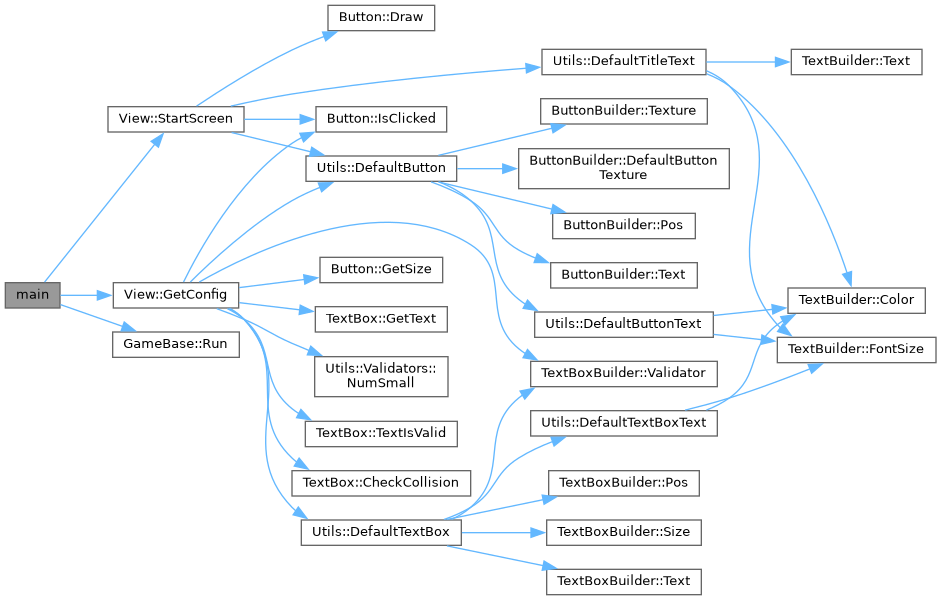 Button::Draw
Utils::DefaultTitleText
TextBuilder::Text
View::StartScreen
Button::IsClicked
ButtonBuilder::Texture
Utils::DefaultButton
ButtonBuilder::DefaultButton
Texture
ButtonBuilder::Pos
Button::GetSize
ButtonBuilder::Text
main
View::GetConfig
TextBuilder::Color
TextBox::GetText
Utils::DefaultButtonText
GameBase::Run
TextBuilder::FontSize
Utils::Validators::
NumSmall
TextBoxBuilder::Validator
TextBox::TextIsValid
Utils::DefaultTextBoxText
TextBox::CheckCollision
TextBoxBuilder::Pos
Utils::DefaultTextBox
TextBoxBuilder::Size
TextBoxBuilder::Text